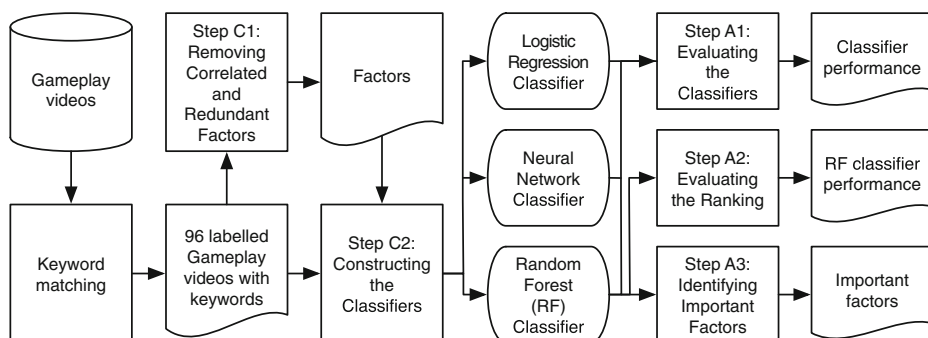 Gameplay
videos
Keyword
matching
Step C1:
Removing
Correlated
and
Redundant
Factors
96 labelled
Gameplay
videos with
keywords
Factors
Step C2:
Constructing
the
Classifiers
Logistic
Regression
Classifier
Neural
Network
Classifier
Random
Forest
(RF)
Classifier
Step A1:
Evaluating
the
Classifiers
Step A2:
Evaluating
the Ranking
Step A3:
Identifying
Important
Factors
Classifier
performance
RF classifier
performance
Important
factors